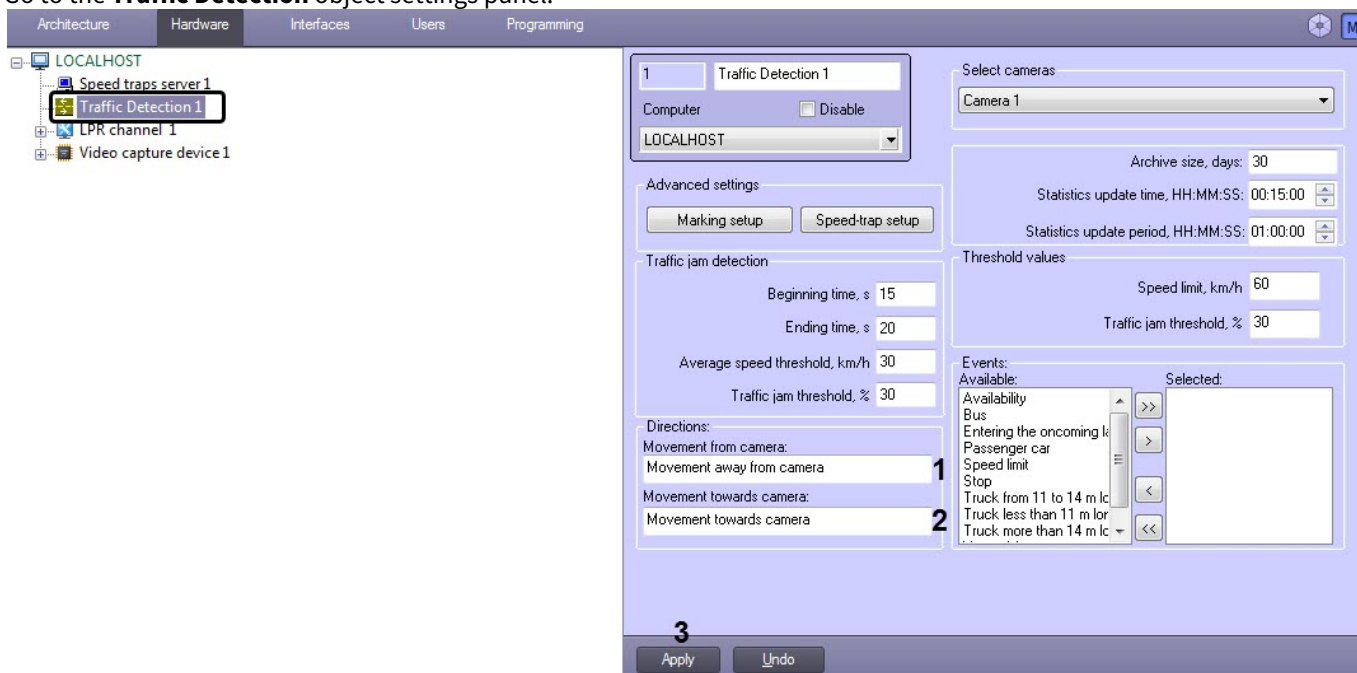 Go to the Traffic Detection object settings panel.
Architecture Hardware Interfaces Users Programming M
LOCALHOST
Speed traps server 1
Traffic Detection 1
LPR channel 1
Video capture device 1
1 Traffic Detection 1
Computer Disable
LOCALHOST
Advanced settings
Marking setup Speed-trap setup
Traffic jam detection
Beginning time, s 15
Ending time, s 20
Average speed threshold, km/h 30
Traffic jam threshold, % 30
Directions:
Movement from camera:
Movement away from camera 1
Movement towards camera:
Movement towards camera 2
Select cameras
Camera 1
Archive size, days: 30
Statistics update time, HH:MM:SS: 00:15:00
Statistics update period, HH:MM:SS: 01:00:00
Threshold values
Speed limit, km/h 60
Traffic jam threshold, % 30
Events:
Available: Selected:
Availability
Bus
Entering the oncoming la
Passenger car
Speed limit
Stop
Truck from 11 to 14 m lc
Truck less than 11 m lor
Truck more than 14 m lc
>>
>
<
<<
3
Apply Undo